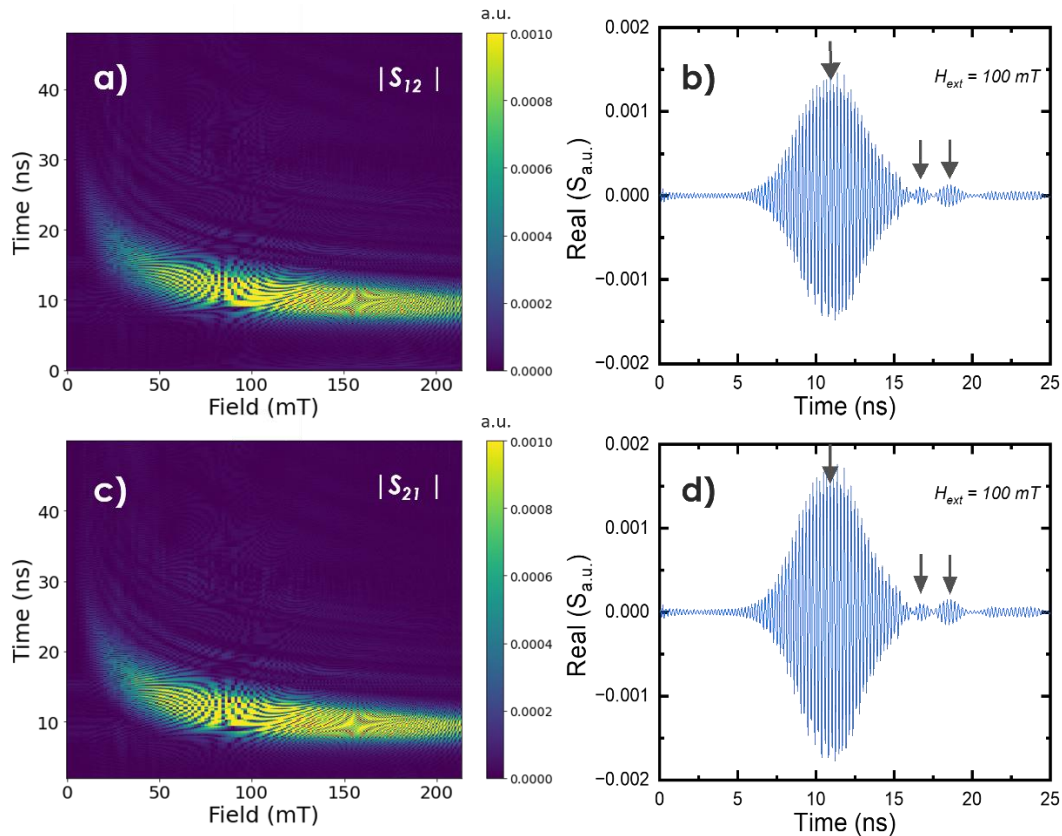 a.u.
a)
|S12 |
Time (ns)
40
30
20
10
0
0 50 100 150 200
Field (mT)
0.0010
0.0008
0.0006
0.0004
0.0002
0.0000
b)
Hext = 100 mT
Real (Sa.u.)
0.002
0.001
0.000
−0.001
−0.002
0 5 10 15 20 25
Time (ns)
a.u.
c)
|S21 |
Time (ns)
40
30
20
10
0 50 100 150 200
Field (mT)
0.0010
0.0008
0.0006
0.0004
0.0002
0.0000
d)
Hext = 100 mT
Real (Sa.u.)
0.002
0.001
0.000
−0.001
−0.002
0 5 10 15 20 25
Time (ns)